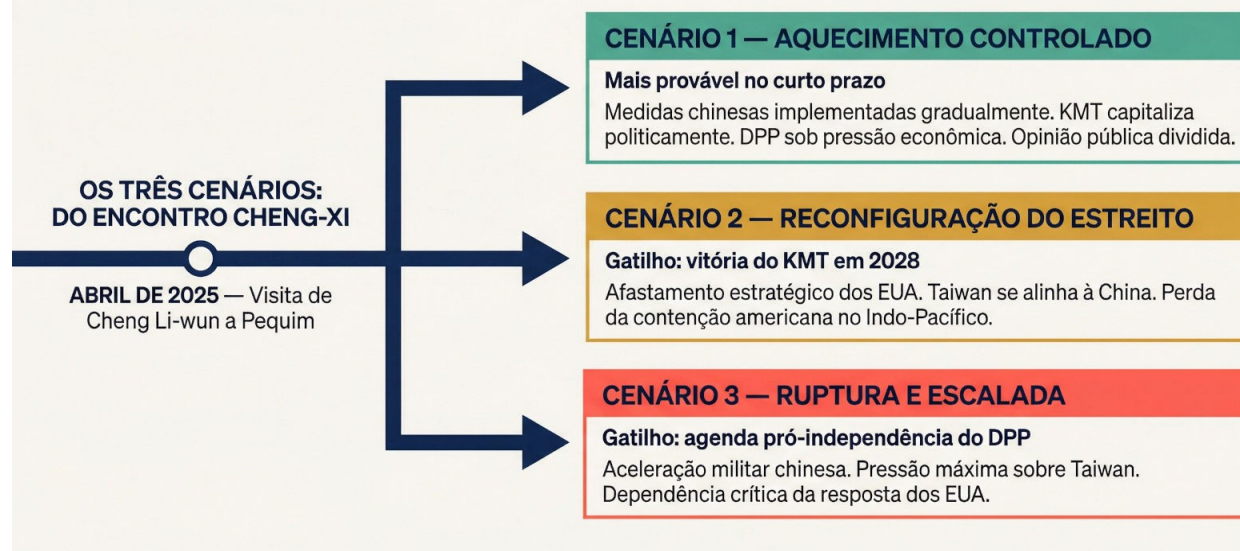 OS TRÊS CENÁRIOS:
DO ENCONTRO CHENG-XI
ABRIL DE 2025 — Visita de
Cheng Li-wun a Pequim
CENÁRIO 1 — AQUECIMENTO CONTROLADO
Mais provável no curto prazo
Medidas chinesas implementadas gradualmente. KMT capitaliza
politicamente. DPP sob pressão econômica. Opinião pública dividida.
CENÁRIO 2 — RECONFIGURAÇÃO DO ESTREITO
Gatilho: vitória do KMT em 2028
Afastamento estratégico dos EUA. Taiwan se alinha à China. Perda
da contenção americana no Indo-Pacífico.
CENÁRIO 3 — RUPTURA E ESCALADA
Gatilho: agenda pró-independência do DPP
Aceleração militar chinesa. Pressão máxima sobre Taiwan.
Dependência crítica da resposta dos EUA.